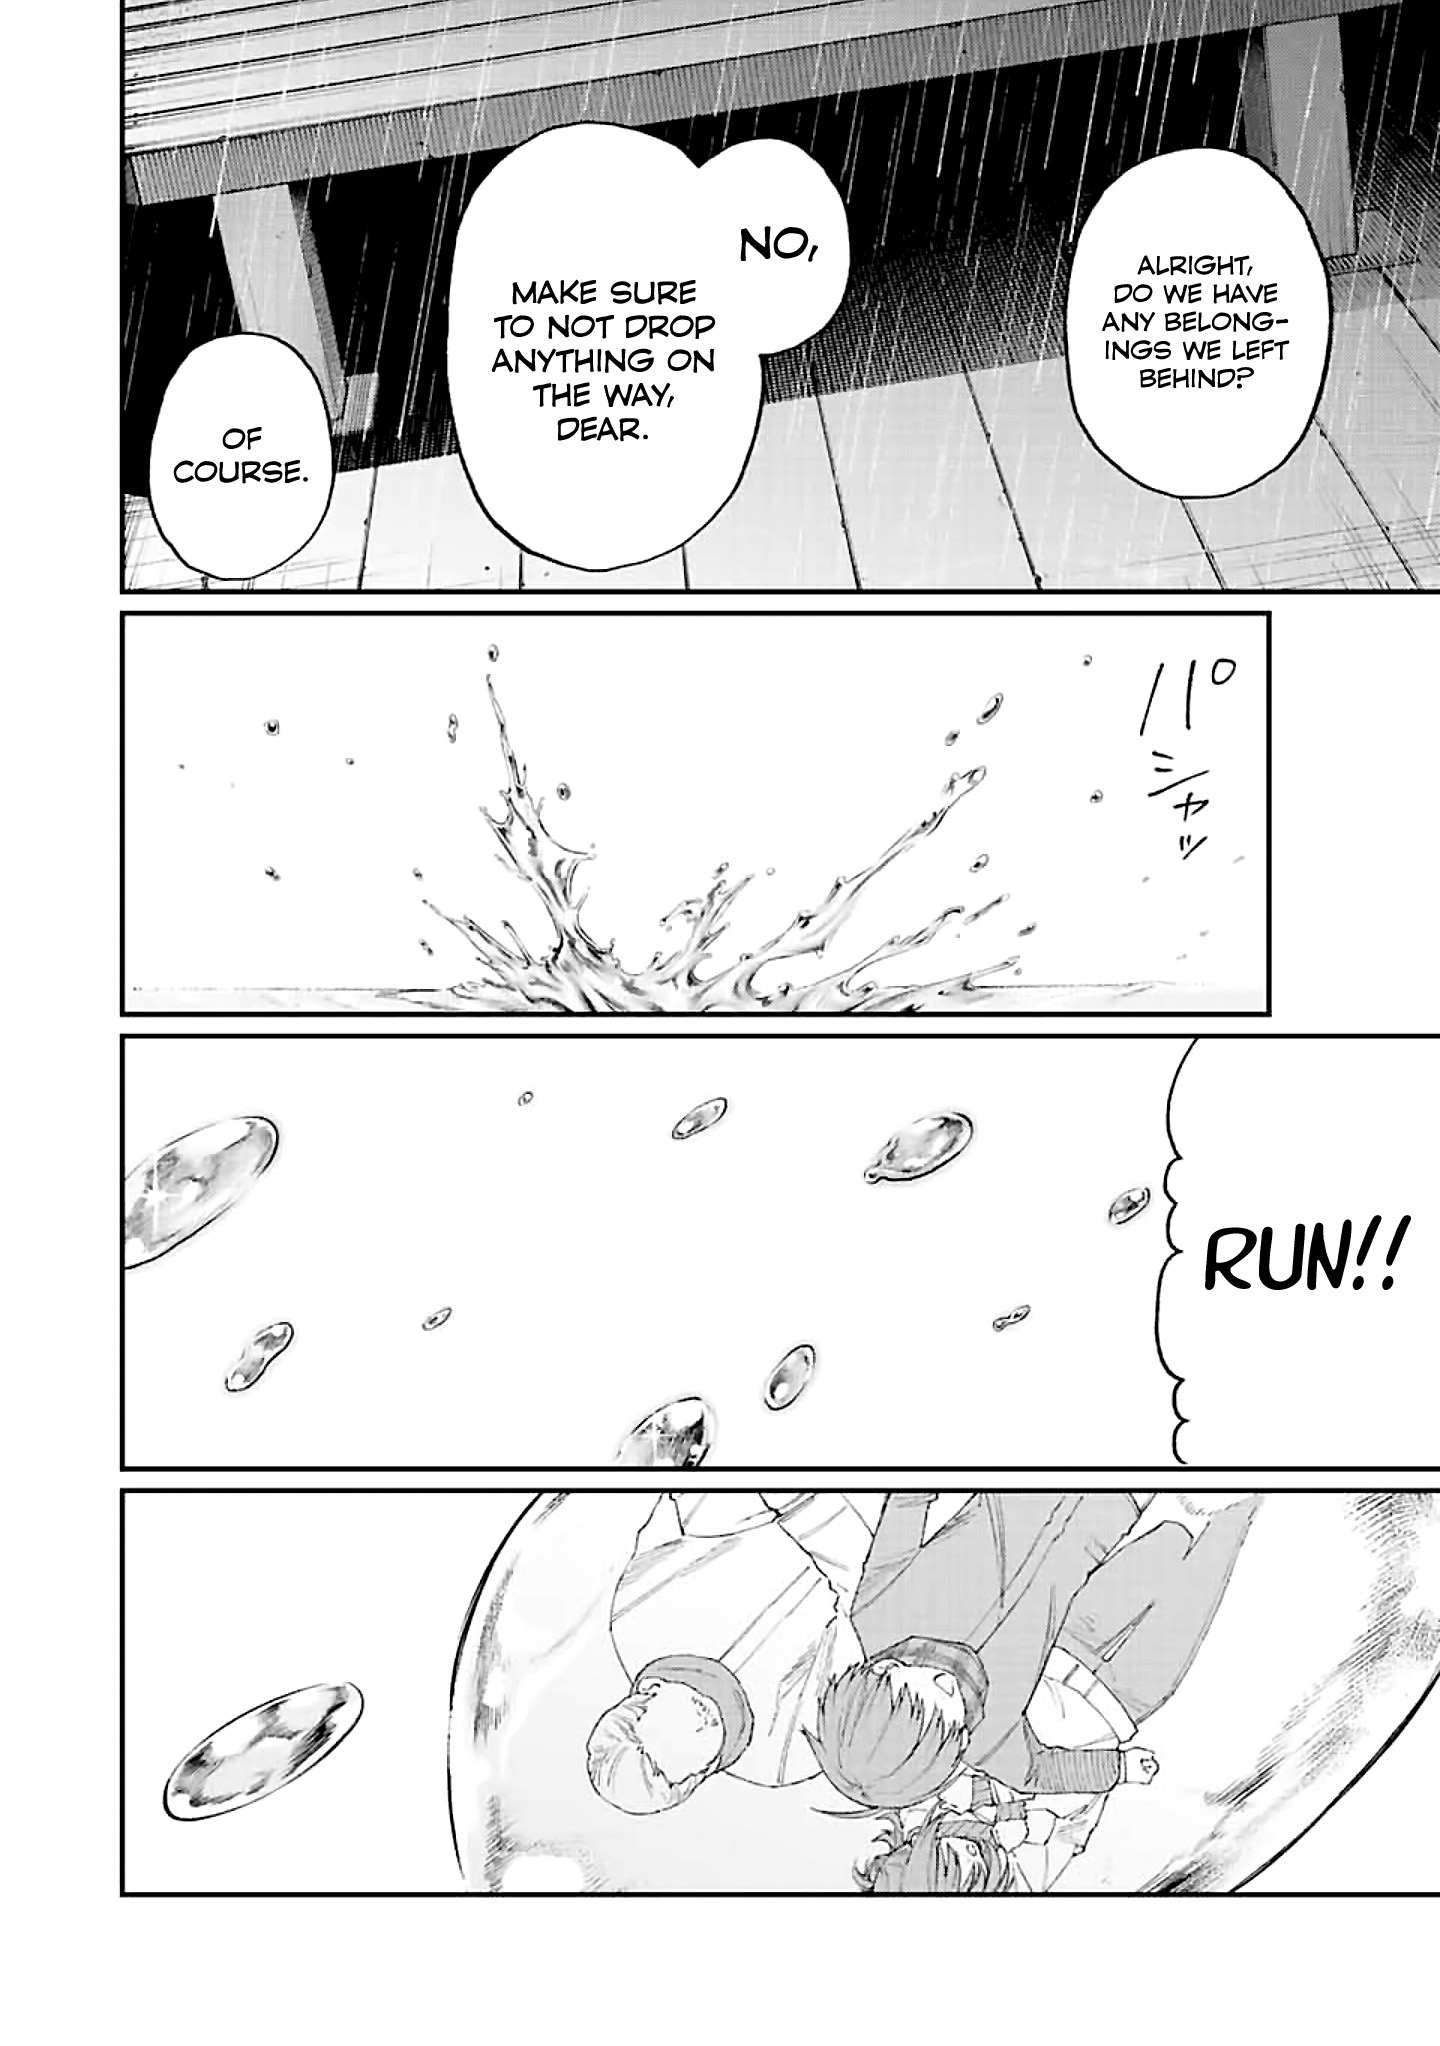 ALRIGHT,
DO WE HAVE
ANY BELONG-
INGS WE LEFT
BEHIND?
NO,
MAKE SURE
TO NOT DROP
ANYTHING ON
THE WAY,
DEAR.
OF
COURSE.
パシャッ
RUN!!